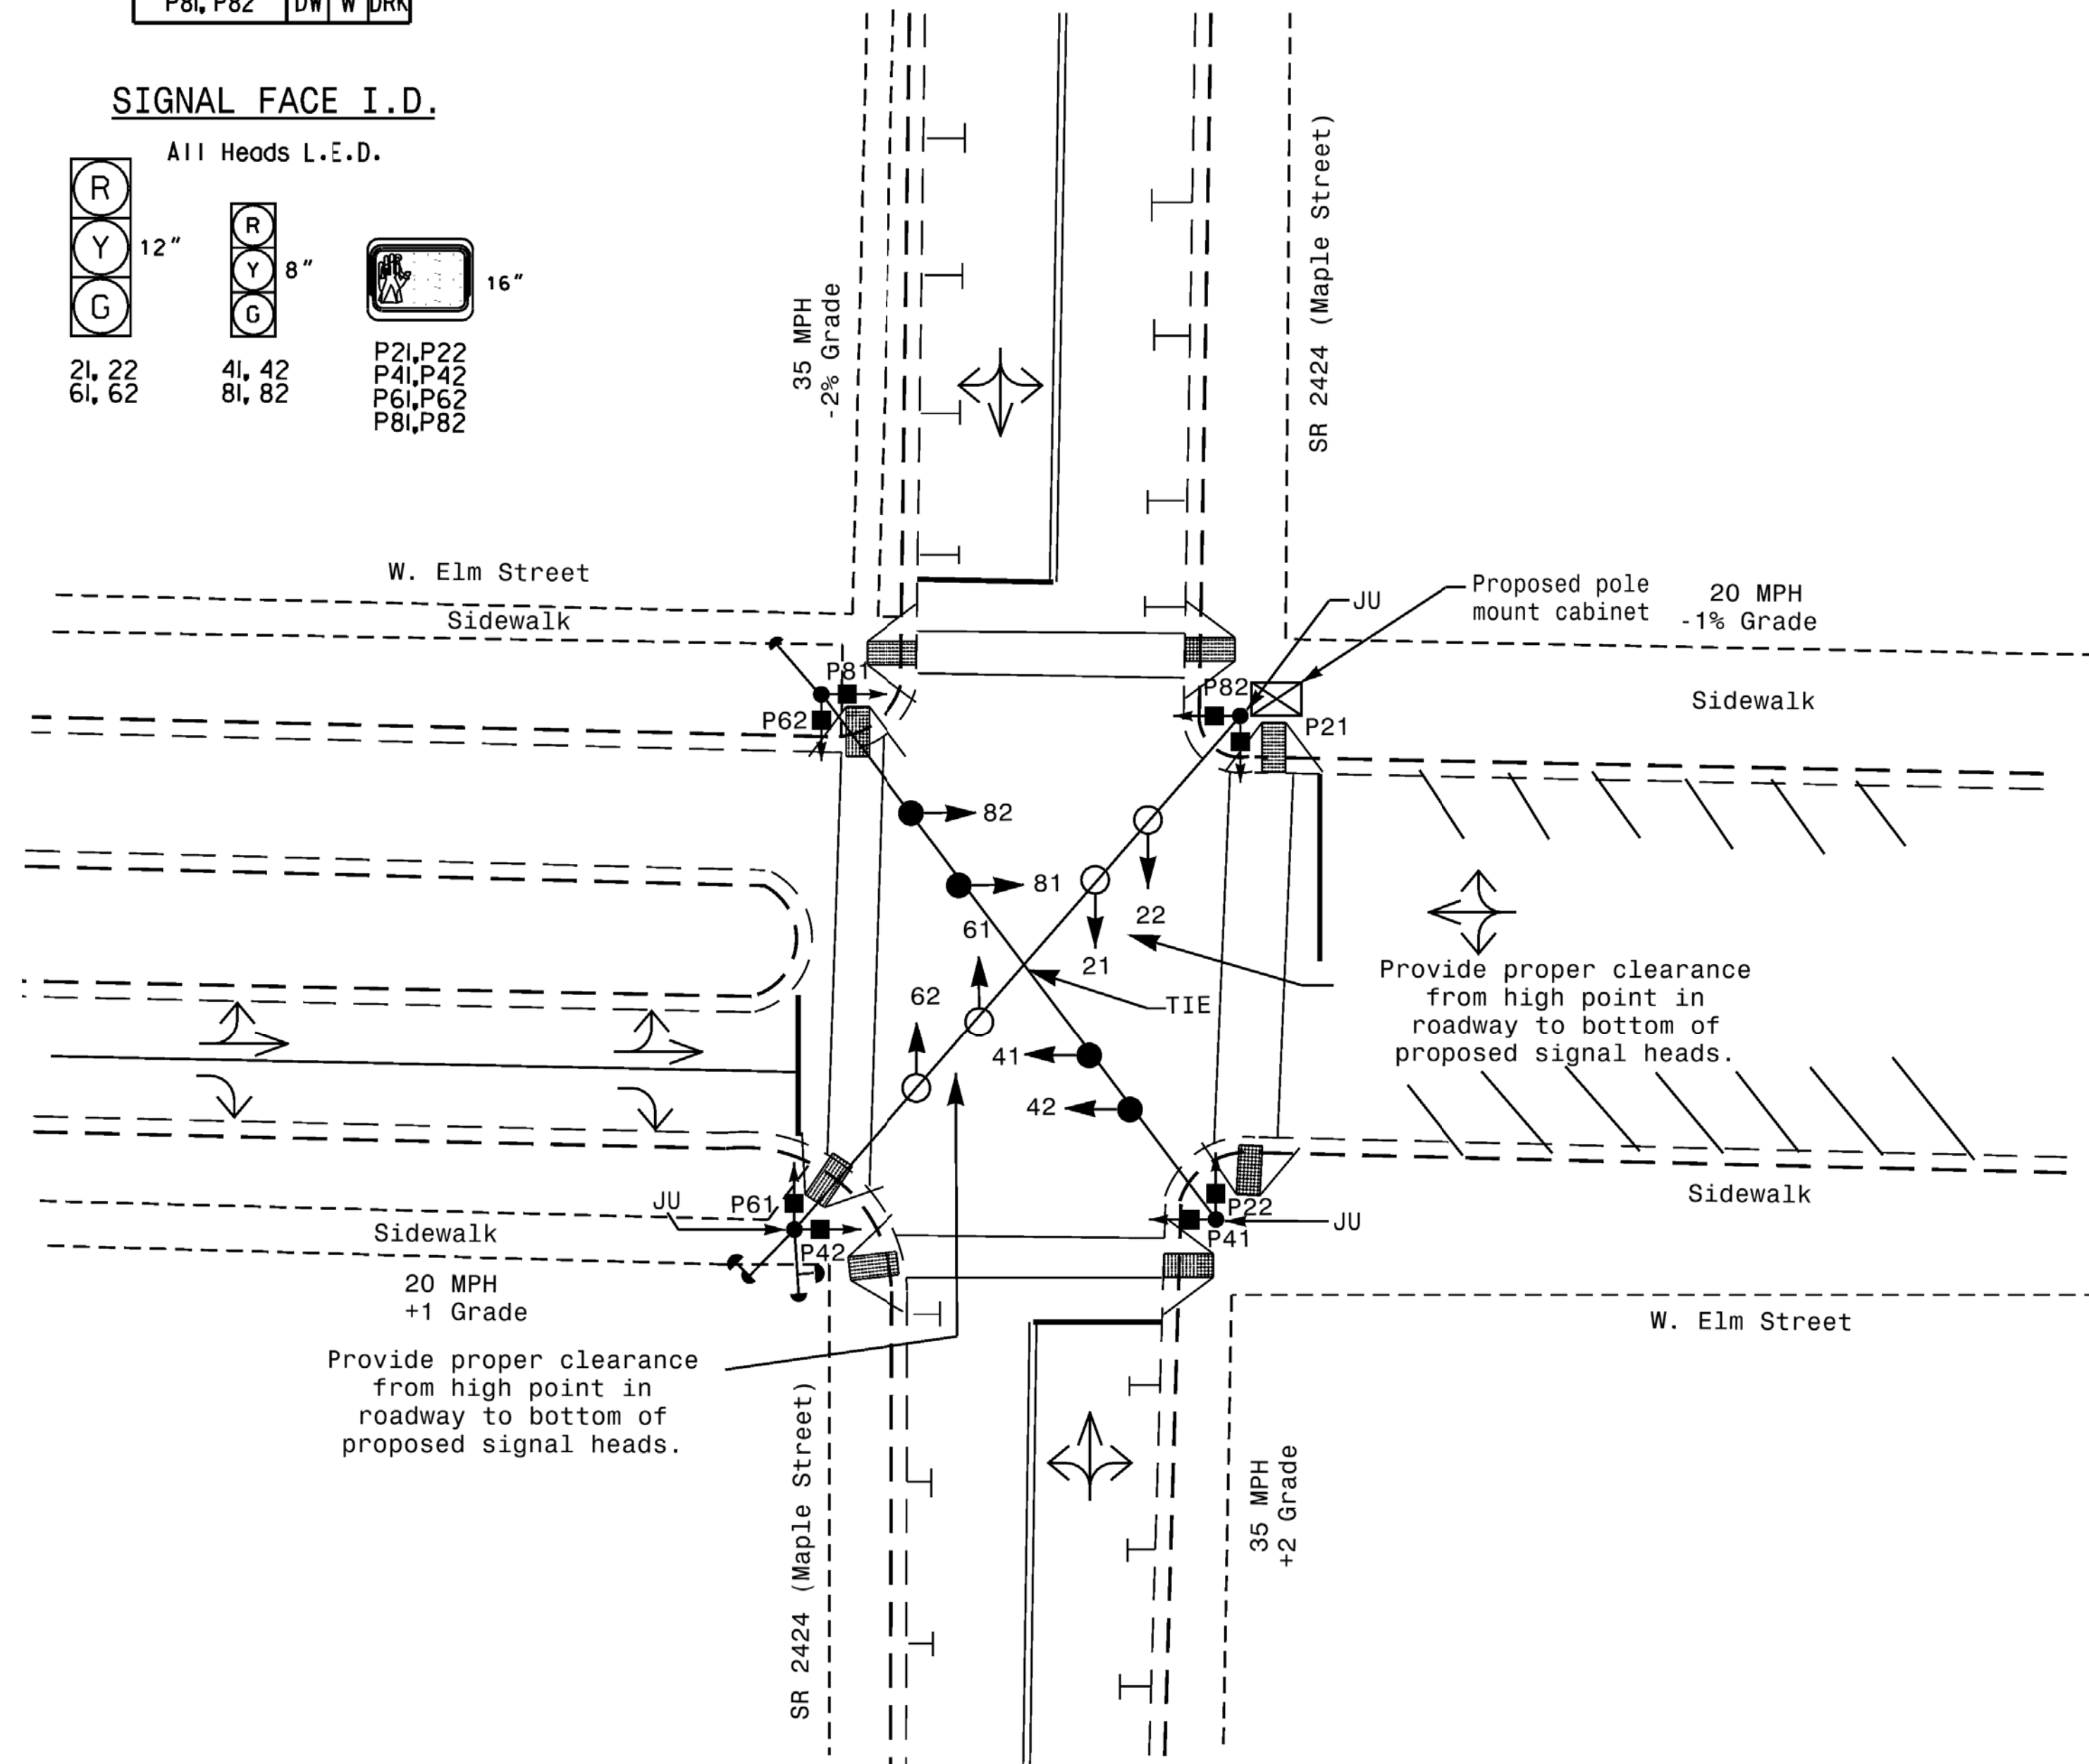 P81, P82 DW W DRK
SIGNAL FACE I.D.
All Heads L.E.D.
R
Y
G
12"
R
Y
G
8"
16"
21, 22
61, 62
41, 42
81, 82
P21,P22
P41,P42
P61,P62
P81,P82
35 MPH
-2% Grade
SR 2424 (Maple Street)
W. Elm Street
Sidewalk
JU
Proposed pole
mount cabinet
20 MPH
-1% Grade
P81
P82
P62
P21
Sidewalk
82
81
61
22
21
62
TIE
41
42
Provide proper clearance
from high point in
roadway to bottom of
proposed signal heads.
JU
P61
P42
P22
P41
JU
Sidewalk
Sidewalk
20 MPH
+1 Grade
W. Elm Street
Provide proper clearance
from high point in
roadway to bottom of
proposed signal heads.
SR 2424 (Maple Street)
35 MPH
+2 Grade